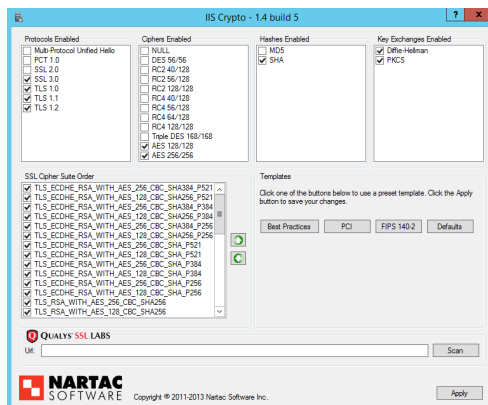 IIS Crypto - 1.4 build 5
Protocols Enabled
Multi-Protocol Unified Hello
PCT 1.0
SSL 2.0
SSL 3.0
TLS 1.0
TLS 1.1
TLS 1.2
Ciphers Enabled
NULL
DES 56/56
RC2 40/128
RC2 56/128
RC2 128/128
RC4 40/128
RC4 56/128
RC4 64/128
RC4 128/128
Triple DES 168/168
AES 128/128
AES 256/256
Hashes Enabled
MD5
SHA
Key Exchanges Enabled
Diffie-Hellman
PKCS
SSL Cipher Suite Order
TLS_ECDHE_RSA_WITH_AES_256_CBC_SHA384_P521
TLS_ECDHE_RSA_WITH_AES_128_CBC_SHA256_P521
TLS_ECDHE_RSA_WITH_AES_256_CBC_SHA384_P384
TLS_ECDHE_RSA_WITH_AES_128_CBC_SHA256_P384
TLS_ECDHE_RSA_WITH_AES_256_CBC_SHA384_P256
TLS_ECDHE_RSA_WITH_AES_128_CBC_SHA256_P256
TLS_ECDHE_RSA_WITH_AES_256_CBC_SHA_P521
TLS_ECDHE_RSA_WITH_AES_128_CBC_SHA_P521
TLS_ECDHE_RSA_WITH_AES_256_CBC_SHA_P384
TLS_ECDHE_RSA_WITH_AES_128_CBC_SHA_P384
TLS_ECDHE_RSA_WITH_AES_256_CBC_SHA_P256
TLS_ECDHE_RSA_WITH_AES_128_CBC_SHA_P256
TLS_RSA_WITH_AES_256_CBC_SHA256
TLS_RSA_WITH_AES_128_CBC_SHA256
Templates
Click one of the buttons below to use a preset template. Click the Apply
button to save your changes.
Best Practices PCI FIPS 140-2 Defaults
QUALYS' SSL LABS
Url: Scan
NARTAC
SOFTWARE
Copyright © 2011-2013 Nartac Software Inc.
Apply